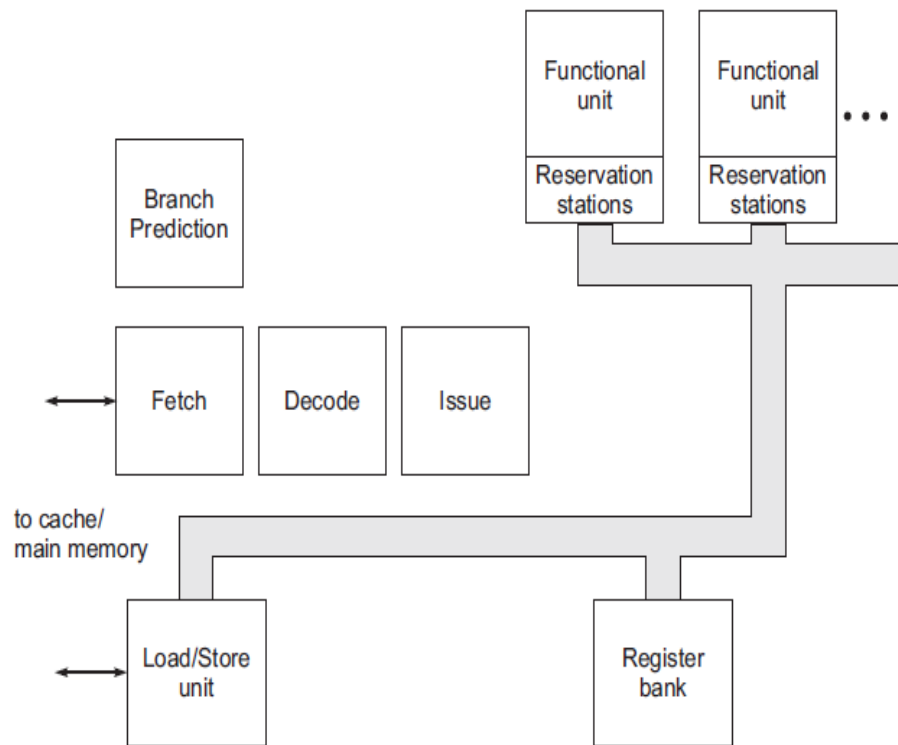 Functional
unit
Functional
unit
Reservation
stations
Reservation
stations
Branch
Prediction
Fetch
Decode
Issue
to cache/
main memory
Load/Store
unit
Register
bank